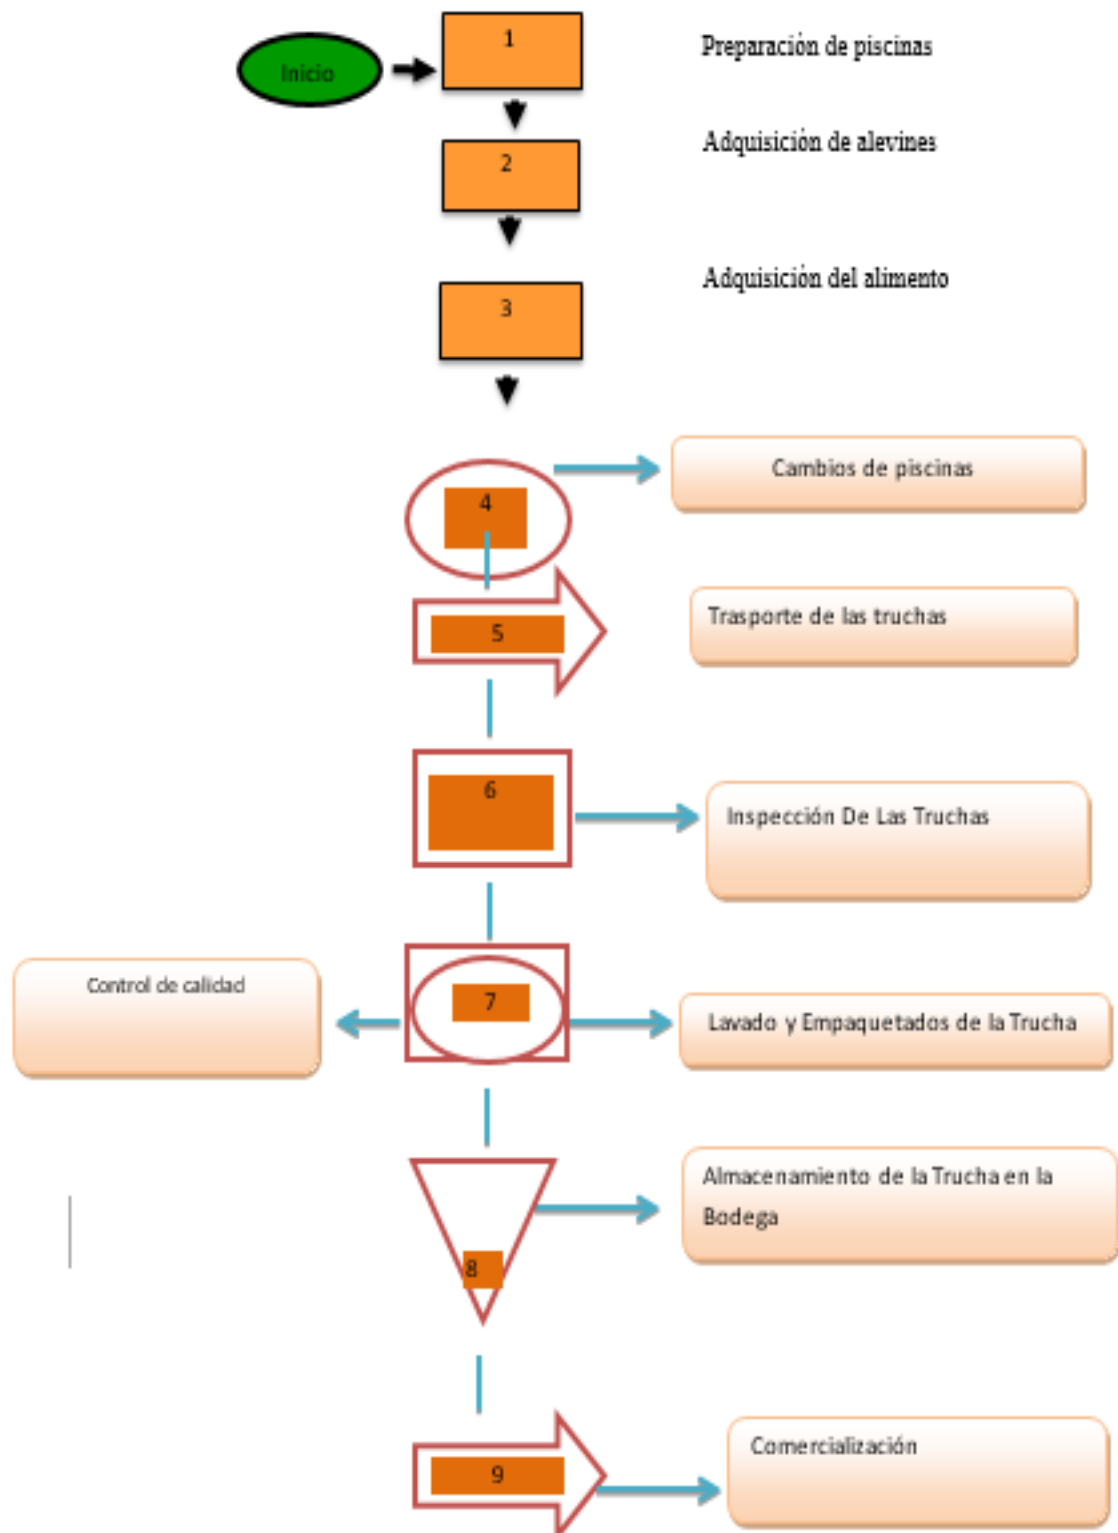 1
Preparación de piscinas
Inicio
Adquisición de alevines
2
Adquisición del alimento
3
Cambios de piscinas
4
Trasporte de las truchas
5
6
Inspección De Las Truchas
Control de calidad
7
Lavado y Empaquetados de la Trucha
Almacenamiento de la Trucha en la
Bodega
8
Comercialización
9